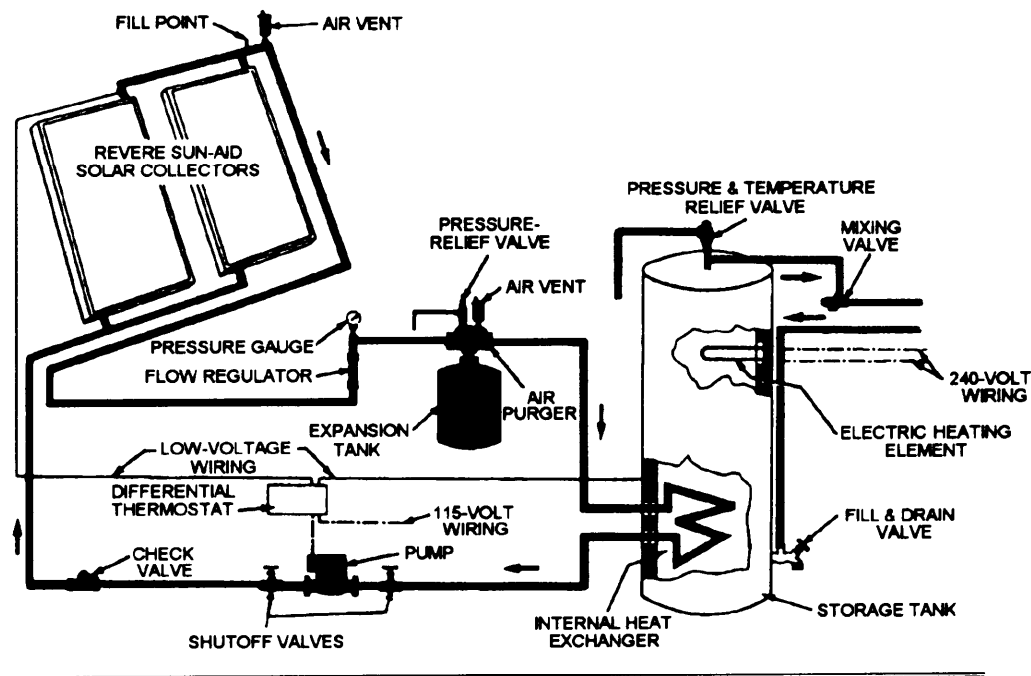 FILL POINT
AIR VENT
REVERE SUN-AID
SOLAR COLLECTORS
PRESSURE & TEMPERATURE
RELIEF VALVE
MIXING
VALVE
PRESSURE-
RELIEF VALVE
AIR VENT
PRESSURE GAUGE
FLOW REGULATOR
AIR
PURGER
EXPANSION
TANK
240-VOLT
WIRING
ELECTRIC HEATING
ELEMENT
LOW-VOLTAGE
WIRING
DIFFERENTIAL
THERMOSTAT
115-VOLT
WIRING
FILL & DRAIN
VALVE
CHECK
VALVE
PUMP
SHUTOFF VALVES
INTERNAL HEAT
EXCHANGER
STORAGE TANK